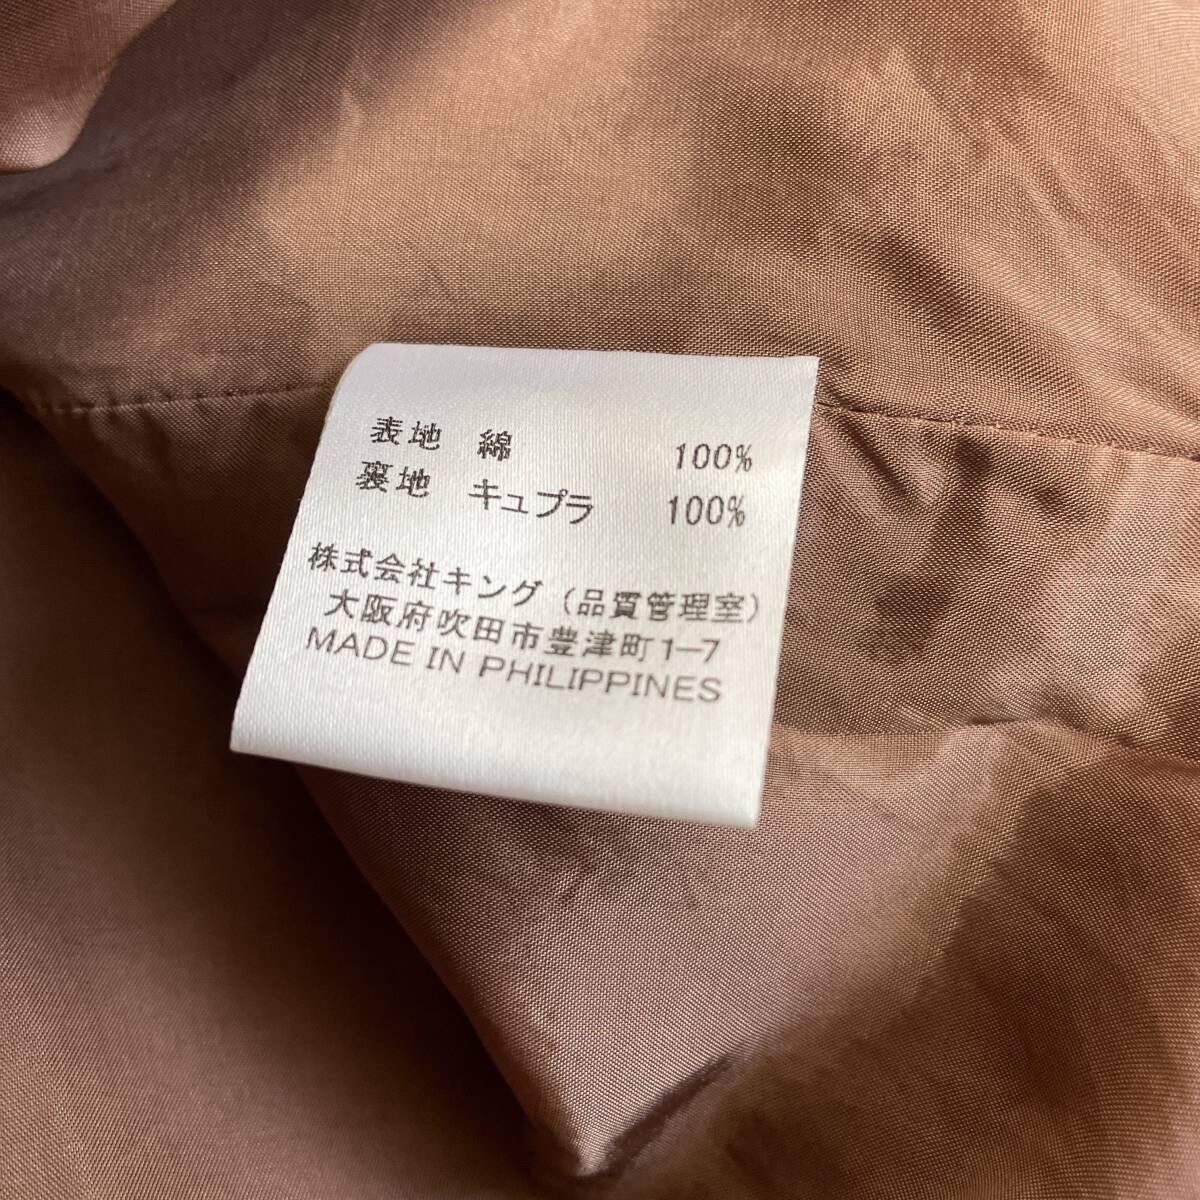 表地 綿 100%
裏地 キュプラ 100%
株式会社キング (品質管理室)
大阪府吹田市豊津町1-7
MADE IN PHILIPPINES